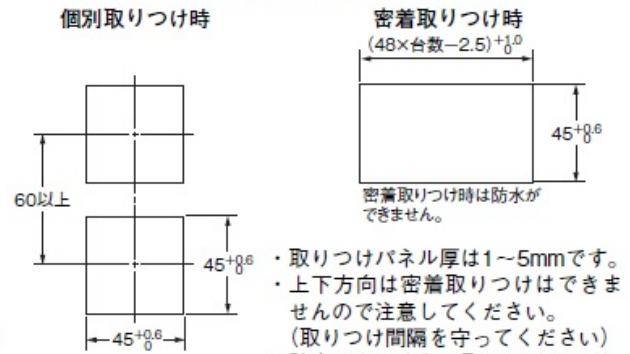 個別取りつけ時
60以上
45+0.6 0
45+0.6 0
密着取りつけ時
(48×台数−2.5)+1.0 0
45+0.6 0
密着取りつけ時は防水が
できません。
・取りつけパネル厚は1～5mmです。
・上下方向は密着取りつけはできま
せんので注意してください。
(取りつけ間隔を守ってください)